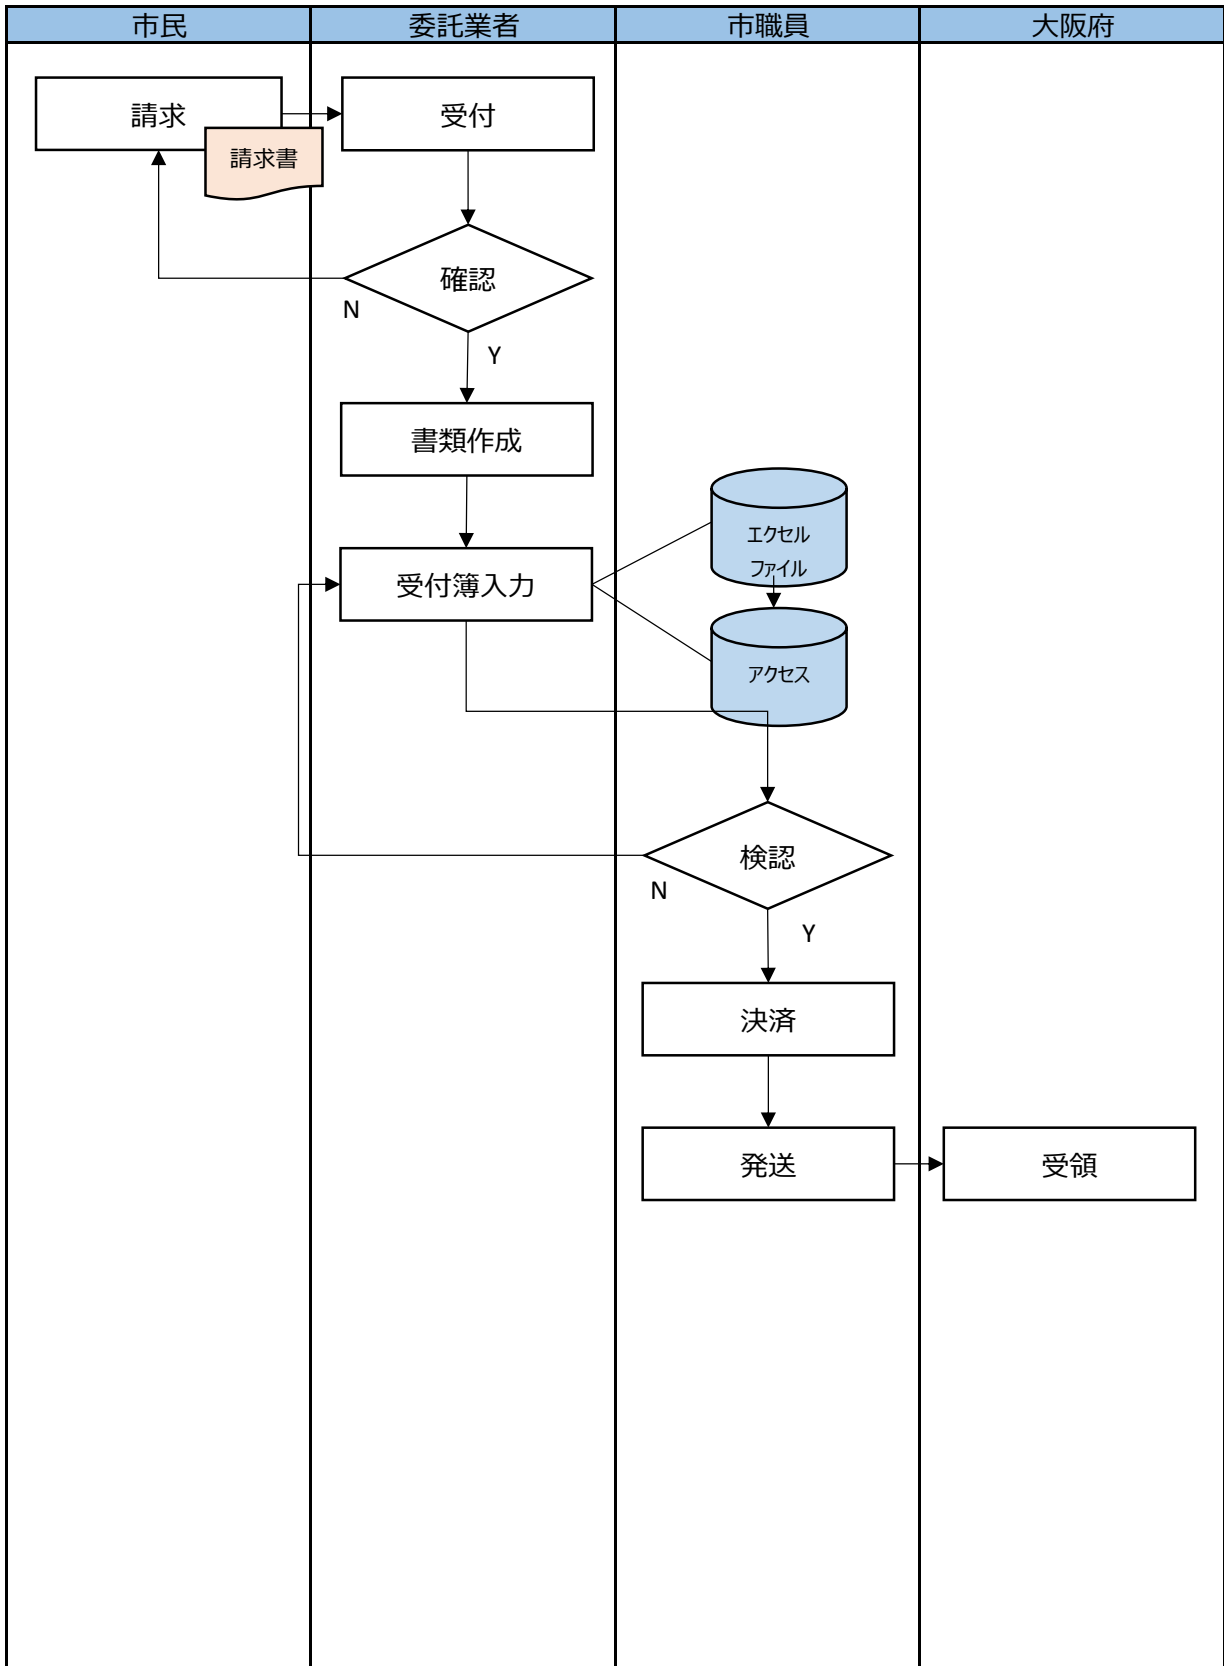 市民
委託業者
市職員
大阪府
請求
受付
請求書
確認
N
Y
書類作成
エクセル
ファイル
受付簿入力
アクセス
検認
N
Y
決済
発送
受領